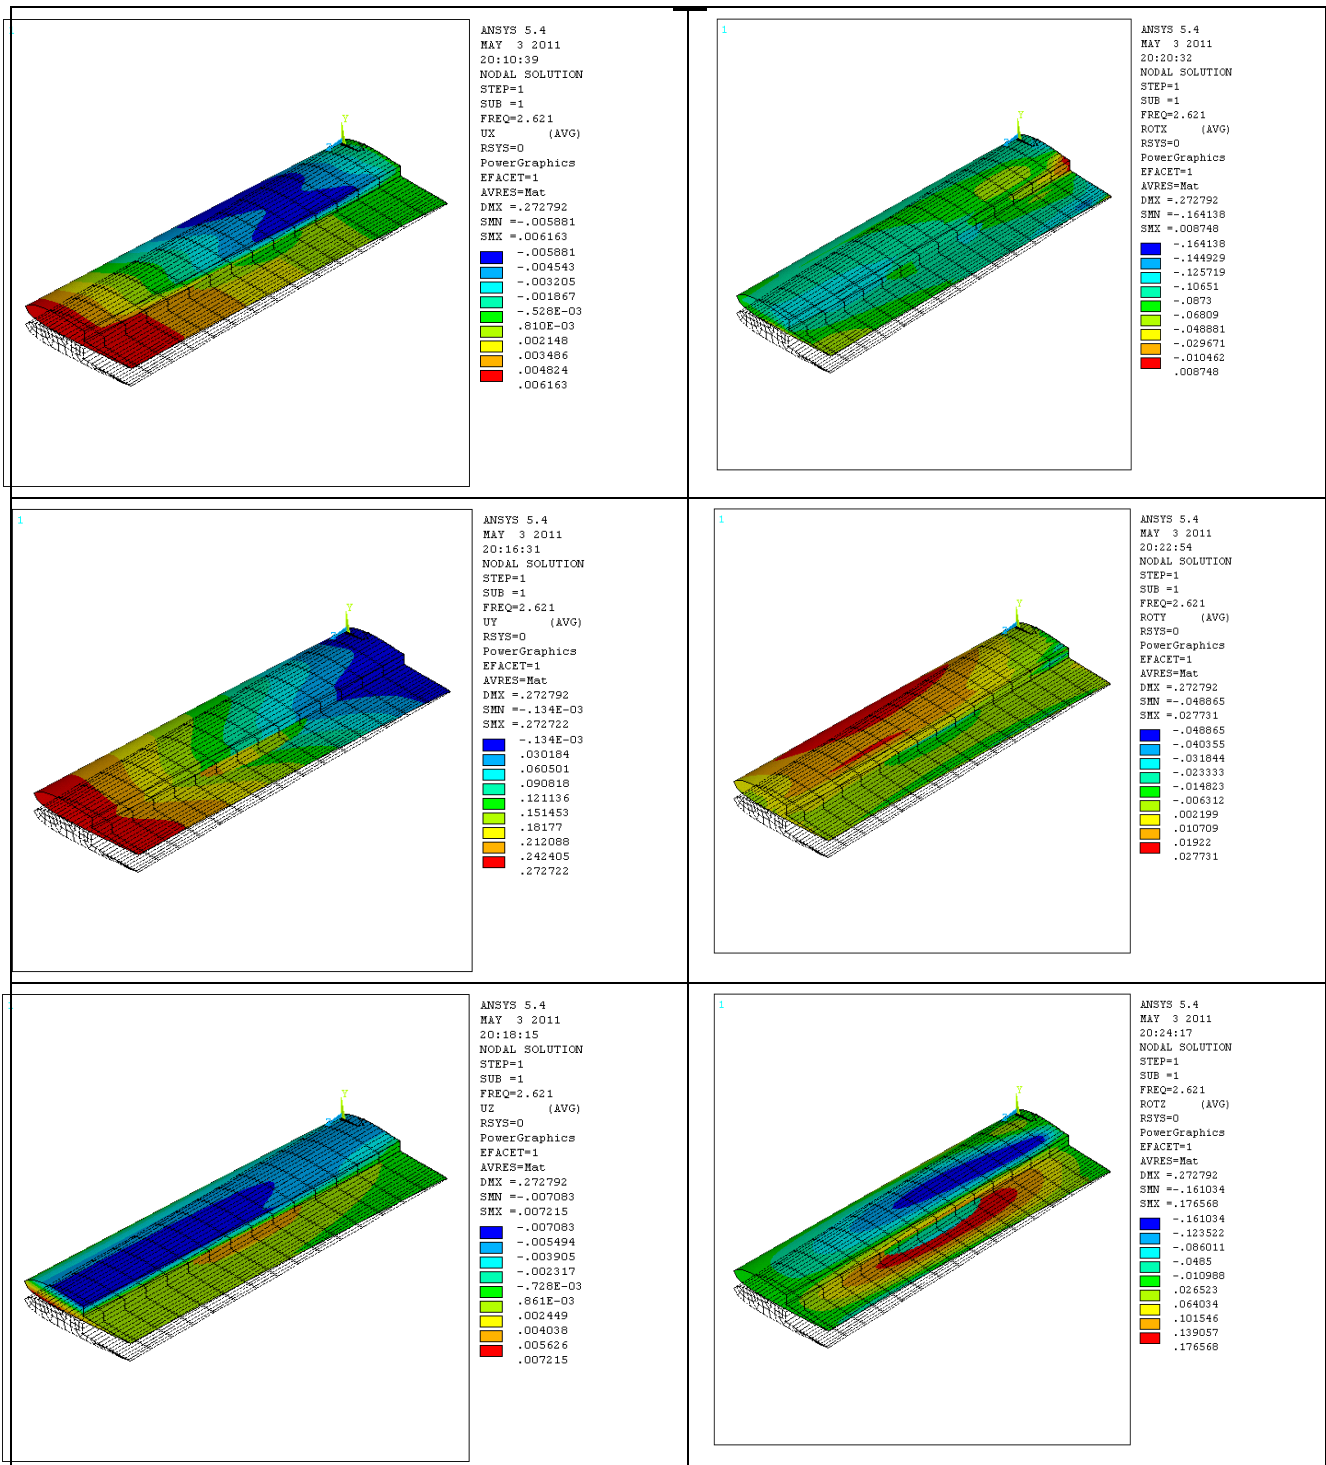 1
ANSYS 5.4
MAY 3 2011
20:10:39
NODAL SOLUTION
STEP=1
SUB =1
FREQ=2.621
UX (AVG)
RSYS=0
PowerGraphics
EFACET=1
AVRES=Mat
DMX =.272792
SMN =-.005881
SMX =.006163
-.005881
-.004543
-.003205
-.001867
-.528E-03
.810E-03
.002148
.003486
.004824
.006163
Y
Z
1
ANSYS 5.4
MAY 3 2011
20:20:32
NODAL SOLUTION
STEP=1
SUB =1
FREQ=2.621
ROTX (AVG)
RSYS=0
PowerGraphics
EFACET=1
AVRES=Mat
DMX =.272792
SMN =-.164138
SMX =.008748
-.164138
-.144929
-.125719
-.10651
-.0873
-.06809
-.048881
-.029671
-.010462
.008748
Y
Z
1
ANSYS 5.4
MAY 3 2011
20:16:31
NODAL SOLUTION
STEP=1
SUB =1
FREQ=2.621
UY (AVG)
RSYS=0
PowerGraphics
EFACET=1
AVRES=Mat
DMX =.272792
SMN =-.134E-03
SMX =.272722
-.134E-03
.030184
.060501
.090818
.121136
.151453
.18177
.212088
.242405
.272722
Y
Z
1
ANSYS 5.4
MAY 3 2011
20:22:54
NODAL SOLUTION
STEP=1
SUB =1
FREQ=2.621
ROTY (AVG)
RSYS=0
PowerGraphics
EFACET=1
AVRES=Mat
DMX =.272792
SMN =-.048865
SMX =.027731
-.048865
-.040355
-.031844
-.023333
-.014823
-.006312
.002199
.010709
.01922
.027731
Y
Z
1
ANSYS 5.4
MAY 3 2011
20:18:15
NODAL SOLUTION
STEP=1
SUB =1
FREQ=2.621
UZ (AVG)
RSYS=0
PowerGraphics
EFACET=1
AVRES=Mat
DMX =.272792
SMN =-.007083
SMX =.007215
-.007083
-.005494
-.003905
-.002317
-.728E-03
.861E-03
.002449
.004038
.005626
.007215
Y
Z
1
ANSYS 5.4
MAY 3 2011
20:24:17
NODAL SOLUTION
STEP=1
SUB =1
FREQ=2.621
ROTZ (AVG)
RSYS=0
PowerGraphics
EFACET=1
AVRES=Mat
DMX =.272792
SMN =-.161034
SMX =.176568
-.161034
-.123522
-.086011
-.0485
-.010988
.026523
.064034
.101546
.139057
.176568
Y
Z